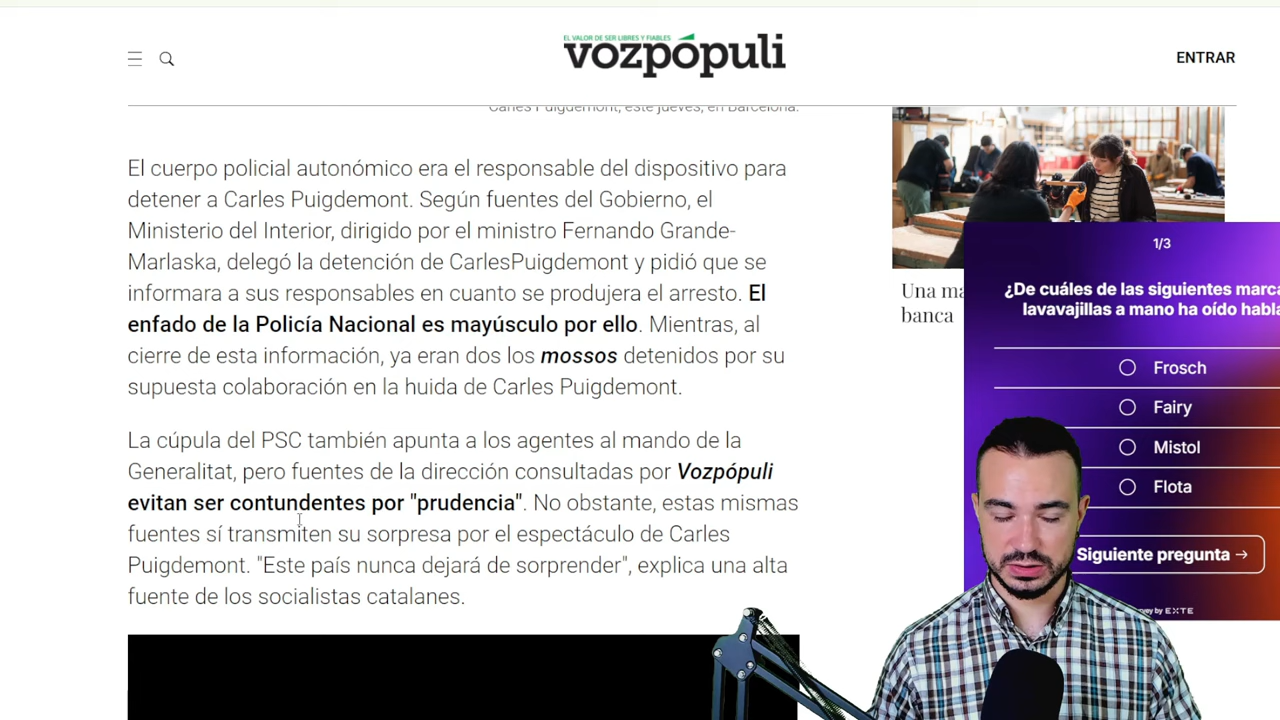 EL VALOR DE SER LIBRES Y FIABLES
vozpópuli
ENTRAR
Carles Puigdemont, este jueves, en Barcelona.
El cuerpo policial autonómico era el responsable del dispositivo para
detener a Carles Puigdemont. Según fuentes del Gobierno, el
Ministerio del Interior, dirigido por el ministro Fernando Grande-
Marlaska, delegó la detención de CarlesPuigdemont y pidió que se
informara a sus responsables en cuanto se produjera el arresto. El
enfado de la Policía Nacional es mayúsculo por ello. Mientras, al
cierre de esta información, ya eran dos los mossos detenidos por su
supuesta colaboración en la huida de Carles Puigdemont.
La cúpula del PSC también apunta a los agentes al mando de la
Generalitat, pero fuentes de la dirección consultadas por Vozpópuli
evitan ser contundentes por "prudencia". No obstante, estas mismas
fuentes sí transmiten su sorpresa por el espectáculo de Carles
Puigdemont. "Este país nunca dejará de sorprender", explica una alta
fuente de los socialistas catalanes.
Una
banca
1/3
¿De cuáles de las siguientes
lavavajillas a mano ha oído
Frosch
Fairy
Mistol
Flota
Siguiente pregunta →
by EXTE